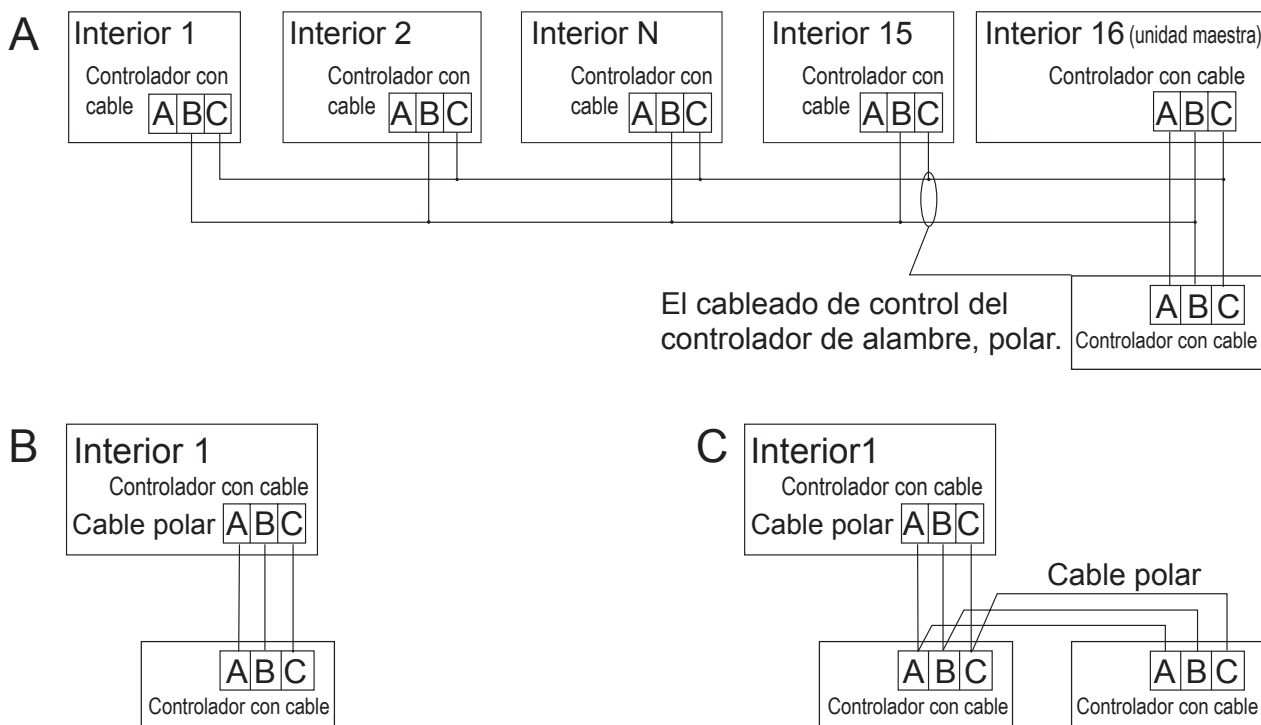 A
Interior 1
Controlador con
cable
A B C
Interior 2
Controlador con
cable
A B C
Interior N
Controlador con
cable
A B C
Interior 15
Controlador con
cable
A B C
Interior 16 (unidad maestra)
Controlador con cable
A B C
El cableado de control del
controlador de alambre, polar.
A B C
Controlador con cable
B
Interior 1
Controlador con cable
Cable polar A B C
A B C
Controlador con cable
C
Interior1
Controlador con cable
Cable polar A B C
Cable polar
A B C
Controlador con cable
A B C
Controlador con cable